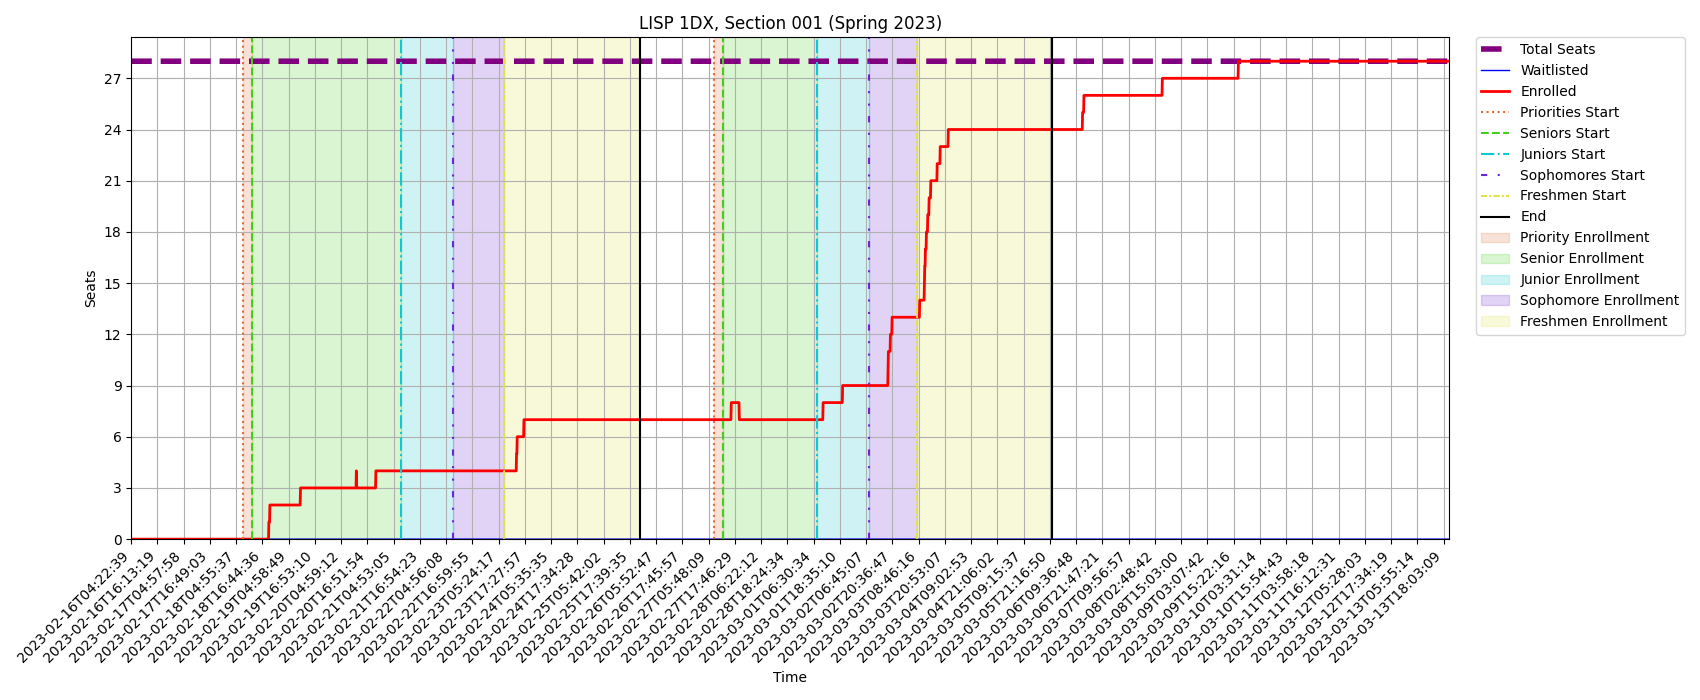 LISP 1DX, Section 001 (Spring 2023)
Seats
27
24
21
18
15
12
9
6
3
0
2023-02-16T04:22:39
2023-02-16T16:13:19
2023-02-17T04:57:58
2023-02-17T16:49:03
2023-02-18T04:55:37
2023-02-18T16:44:36
2023-02-19T04:58:49
2023-02-19T16:53:10
2023-02-20T04:59:12
2023-02-20T16:51:54
2023-02-21T04:53:05
2023-02-21T16:54:23
2023-02-22T04:56:08
2023-02-22T16:59:55
2023-02-23T05:24:17
2023-02-23T17:27:57
2023-02-24T05:35:35
2023-02-24T17:34:28
2023-02-25T05:42:02
2023-02-25T17:39:35
2023-02-26T05:52:47
2023-02-26T17:45:57
2023-02-27T05:48:09
2023-02-27T17:46:29
2023-02-28T06:22:12
2023-02-28T18:24:34
2023-03-01T06:30:34
2023-03-01T18:35:10
2023-03-02T06:45:07
2023-03-02T20:36:47
2023-03-03T08:46:16
2023-03-03T20:53:07
2023-03-04T09:02:53
2023-03-04T21:06:02
2023-03-05T09:15:37
2023-03-05T21:16:50
2023-03-06T09:36:48
2023-03-06T21:47:21
2023-03-07T09:56:57
2023-03-08T02:48:42
2023-03-08T15:03:00
2023-03-09T03:07:42
2023-03-09T15:22:16
2023-03-10T03:31:14
2023-03-10T15:54:43
2023-03-11T03:58:18
2023-03-11T16:12:31
2023-03-12T05:28:03
2023-03-12T17:34:19
2023-03-13T05:55:14
2023-03-13T18:03:09
Time
Total Seats
Waitlisted
Enrolled
Priorities Start
Seniors Start
Juniors Start
Sophomores Start
Freshmen Start
End
Priority Enrollment
Senior Enrollment
Junior Enrollment
Sophomore Enrollment
Freshmen Enrollment